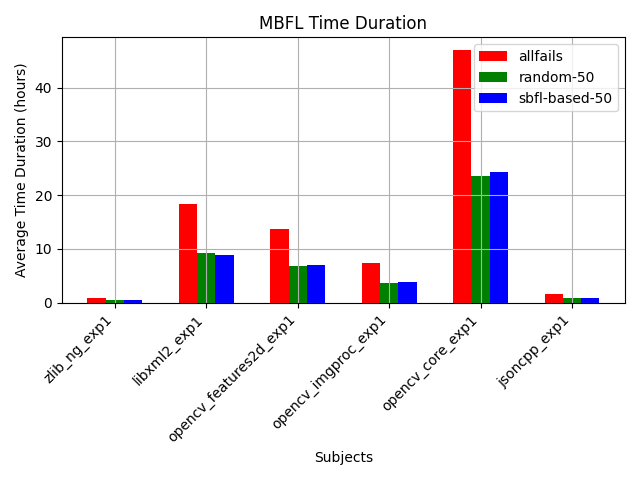 MBFL Time Duration
allfails
random-50
sbfl-based-50
Average Time Duration (hours)
40
30
20
10
0
zlib_ng_exp1
libxml2_exp1
opencv_features2d_exp1
opencv_imgproc_exp1
opencv_core_exp1
jsoncpp_exp1
Subjects